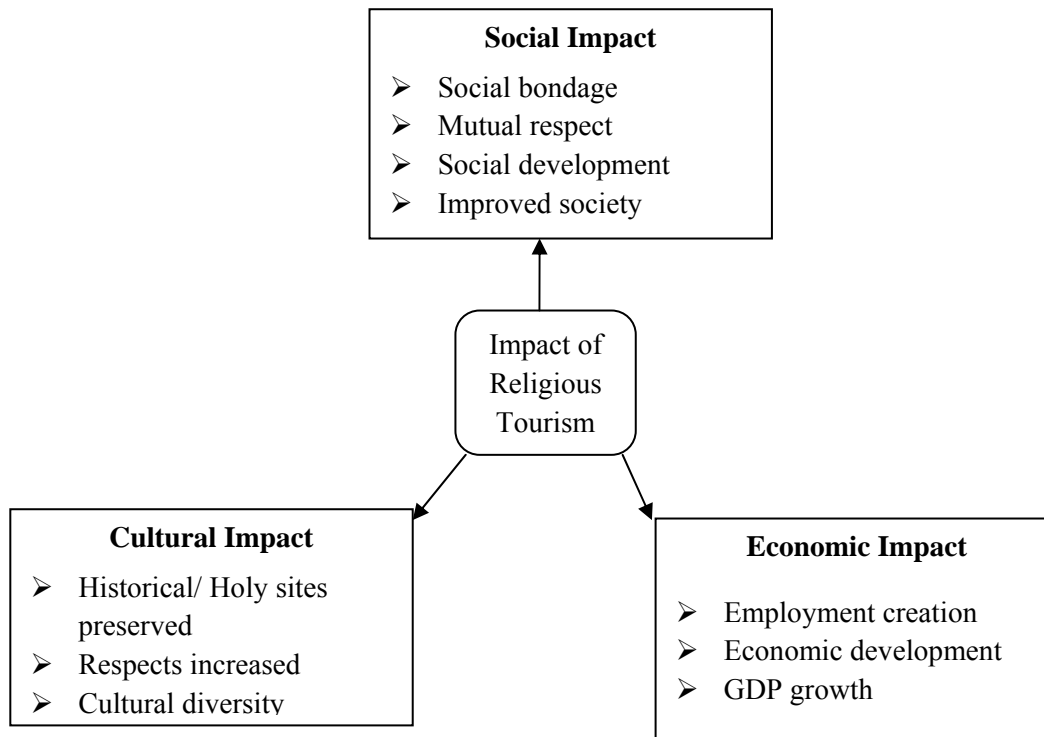 Social Impact
➢ Social bondage
➢ Mutual respect
➢ Social development
➢ Improved society
Impact of
Religious
Tourism
Cultural Impact
➢ Historical/ Holy sites
preserved
➢ Respects increased
➢ Cultural diversity
Economic Impact
➢ Employment creation
➢ Economic development
➢ GDP growth